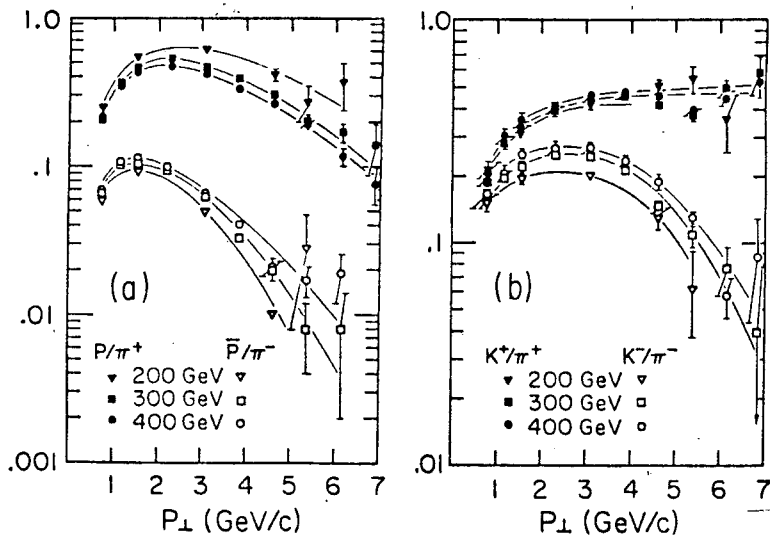 1.0
.1
.01
.001
(a)
P/π⁺ P̄/π⁻
▼ 200 GeV ▽
■ 300 GeV □
● 400 GeV ○
1 2 3 4 5 6 7
P⊥ (GeV/c)
1.0
.1
.01
(b)
K⁺/π⁺ K⁻/π⁻
▼ 200 GeV ▽
■ 300 GeV □
● 400 GeV ○
1 2 3 4 5 6 7
P⊥ (GeV/c)